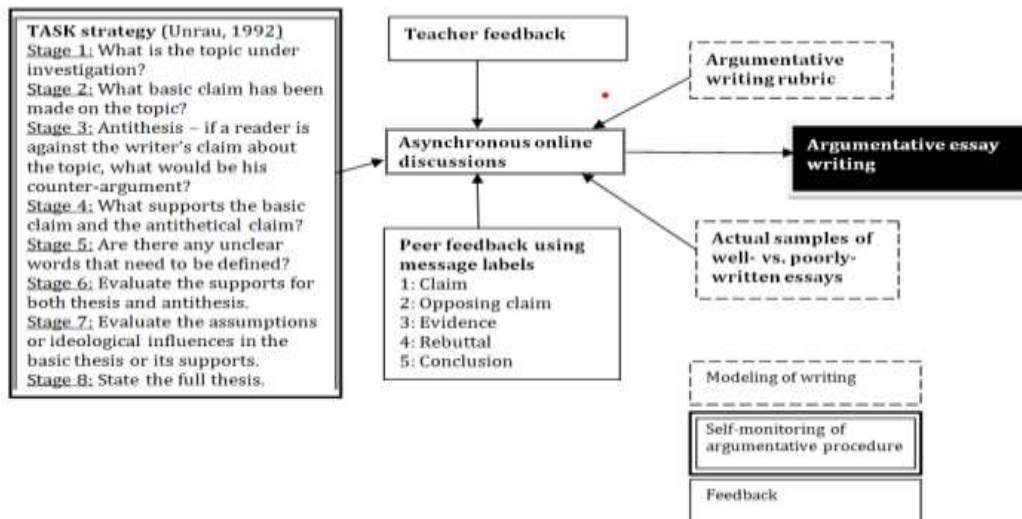 TASK strategy (Unrau, 1992)
Stage 1: What is the topic under
investigation?
Stage 2: What basic claim has been
made on the topic?
Stage 3: Antithesis – if a reader is
against the writer's claim about
the topic, what would be his
counter-argument?
Stage 4: What supports the basic
claim and the antithetical claim?
Stage 5: Are there any unclear
words that need to be defined?
Stage 6: Evaluate the supports for
both thesis and antithesis.
Stage 7: Evaluate the assumptions
or ideological influences in the
basic thesis or its supports.
Stage 8: State the full thesis.
Teacher feedback
Argumentative
writing rubric
Asynchronous online
discussions
Argumentative essay
writing
Peer feedback using
message labels
1: Claim
2: Opposing claim
3: Evidence
4: Rebuttal
5: Conclusion
Actual samples of
well- vs. poorly-
written essays
Modeling of writing
Self-monitoring of
argumentative procedure
Feedback